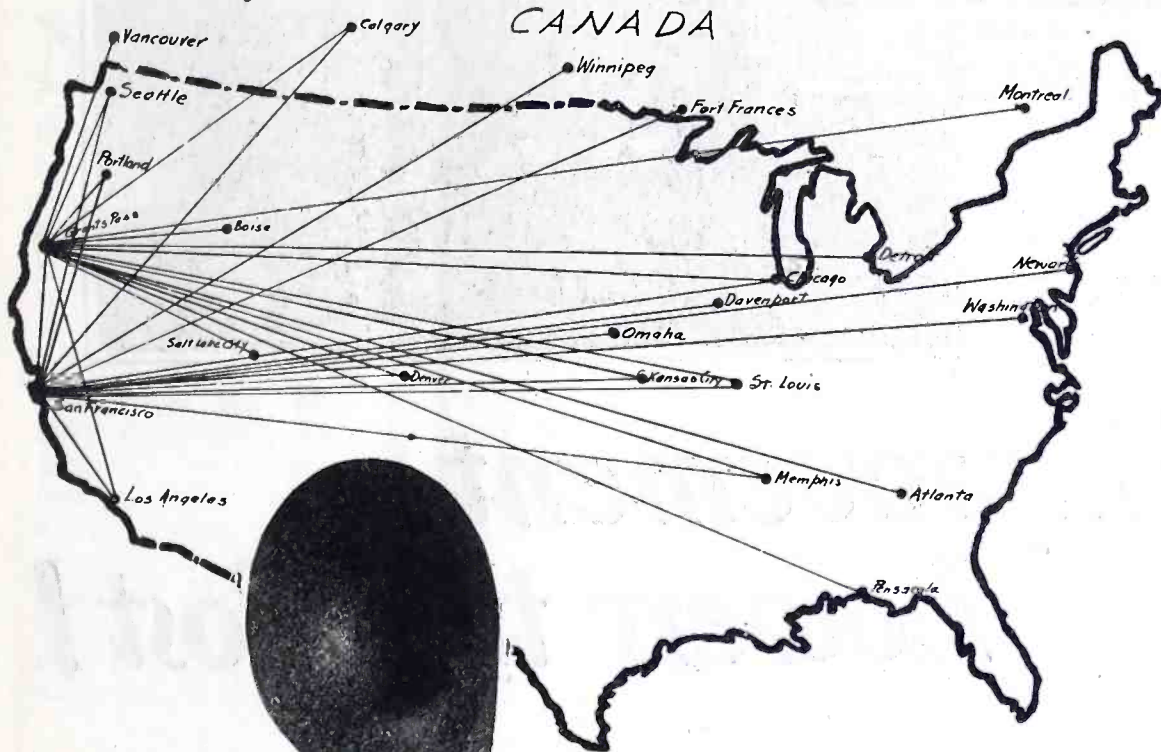 CANADA
Calgary
Vancouver
Winnipeg
Seattle
Fort Frances
Montreal
Portland
Grants Pass
Boise
Detroit
Chicago
Newark
Davenport
Washing
Omaha
Salt Lake City
Denver
Kansas City
St. Louis
San Francisco
Memphis
Los Angeles
Atlanta
Pensacola